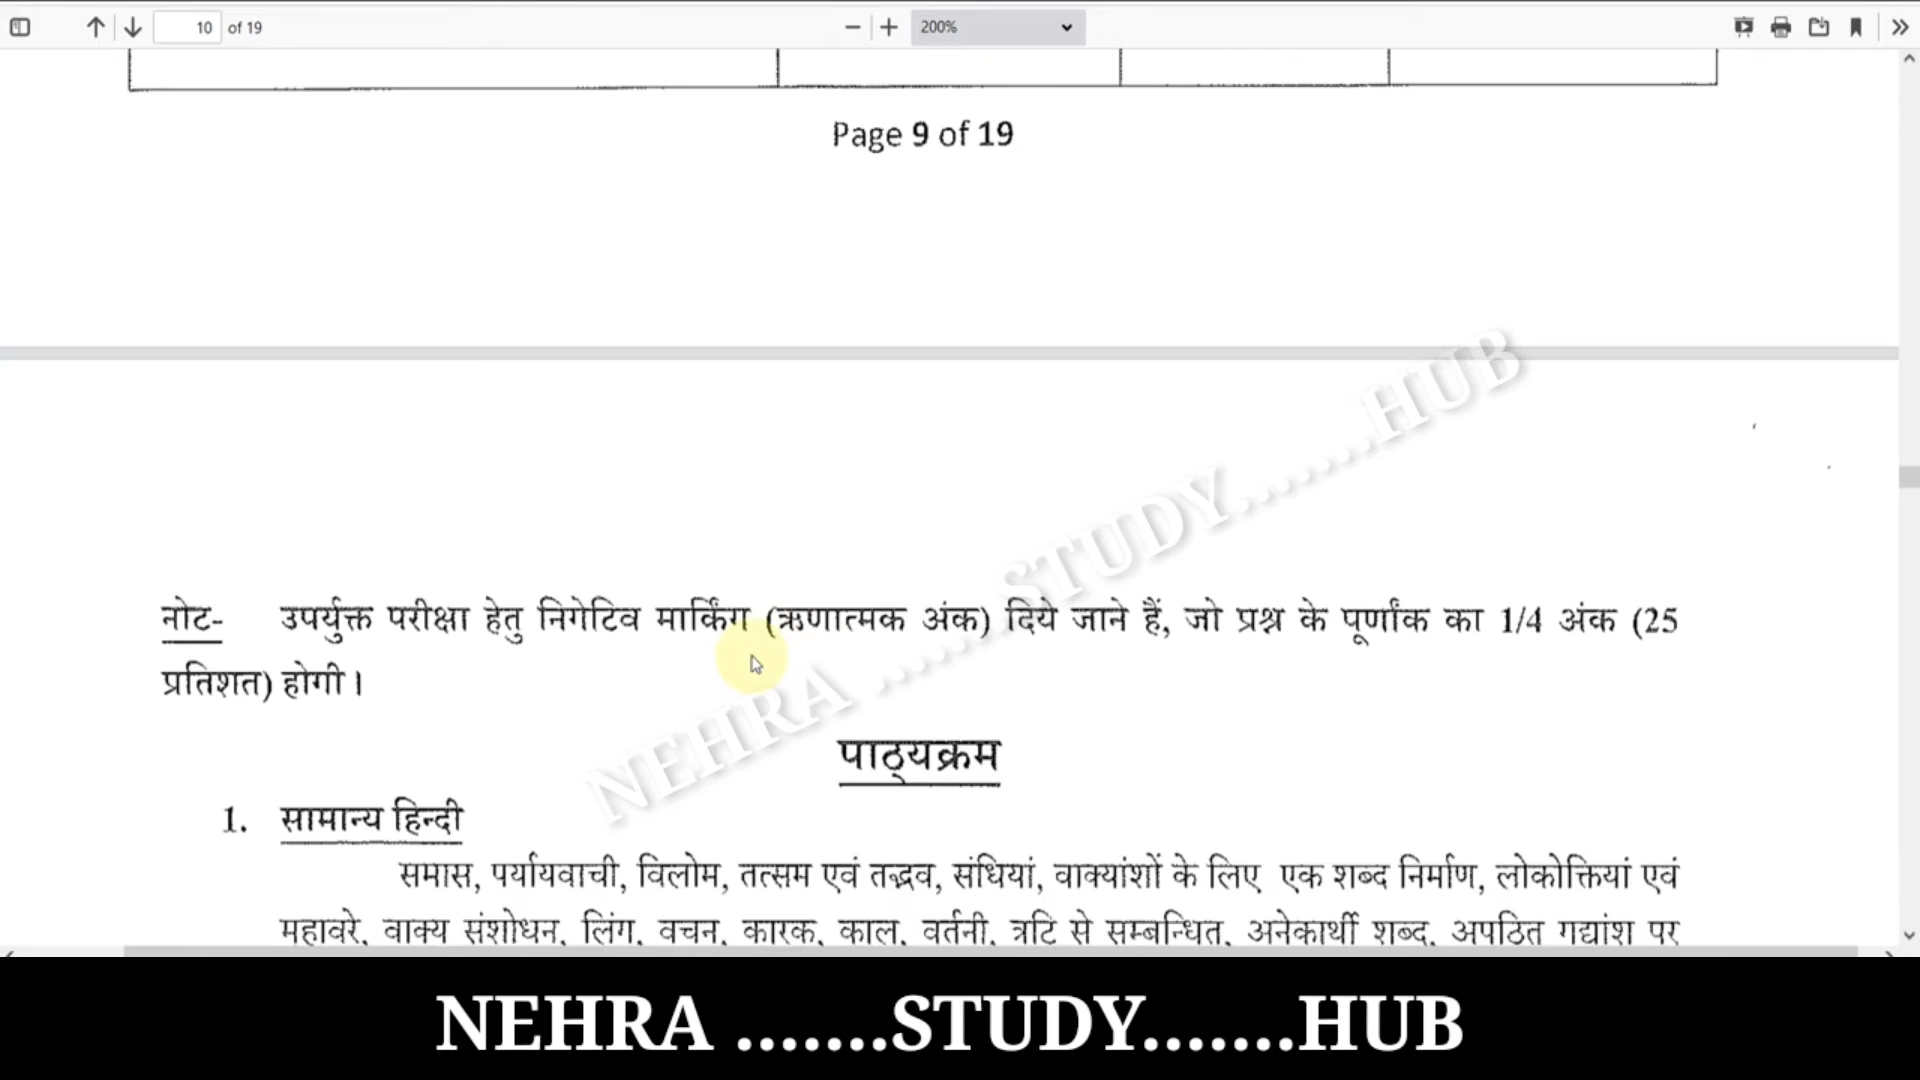 10 of 19
200%
Page 9 of 19
नोट- उपर्युक्त परीक्षा हेतु निगेटिव मार्किंग (ऋणात्मक अंक) दिये जाने हैं, जो प्रश्न के पूर्णांक का 1/4 अंक (25
प्रतिशत) होगी।
पाठ्यक्रम
1. सामान्य हिन्दी
समास, पर्यायवाची, विलोम, तत्सम एवं तद्भव, संधियां, वाक्यांशों के लिए एक शब्द निर्माण, लोकोक्तियां एवं
मुहावरे, वाक्य संशोधन, लिंग, वचन, कारक, काल, वर्तनी, त्रुटि से सम्बन्धित, अनेकार्थी शब्द, अपठित गद्यांश पर
NEHRA .....STUDY......HUB
NEHRA .......STUDY.......HUB